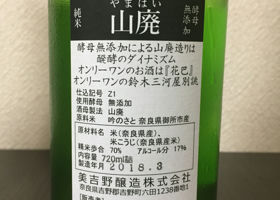 純米
やまはい
山廃
酵母無添加
酵母無添加による山廃造りは
醗酵のダイナミズム
オンリーワンのお酒は『花巴』
オンリーワンの鈴木三河屋別誂
仕込記号 Z1
使用酵母 無添加
酒母製法 山廃
原料米 吟のさと 奈良県御所市産
原材料名 米(奈良県産)、
米こうじ(奈良県産米)
精米歩合 70% アルコール分 17%
内容量 720ml詰
製造年月 2018.3
美吉野醸造株式会社
奈良県吉野郡吉野町六田1238番地1